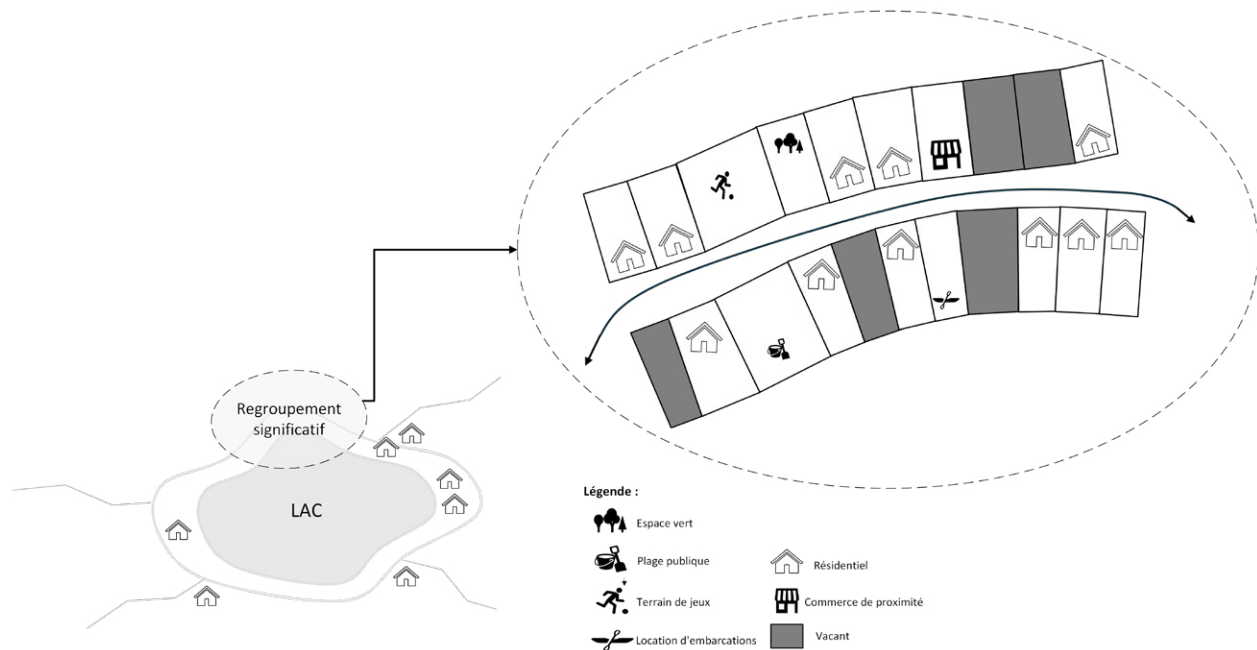 Regroupement
significatif
LAC
Légende :
Espace vert
Plage publique
Terrain de jeux
Location d'embarcations
Résidentiel
Commerce de proximité
Vacant